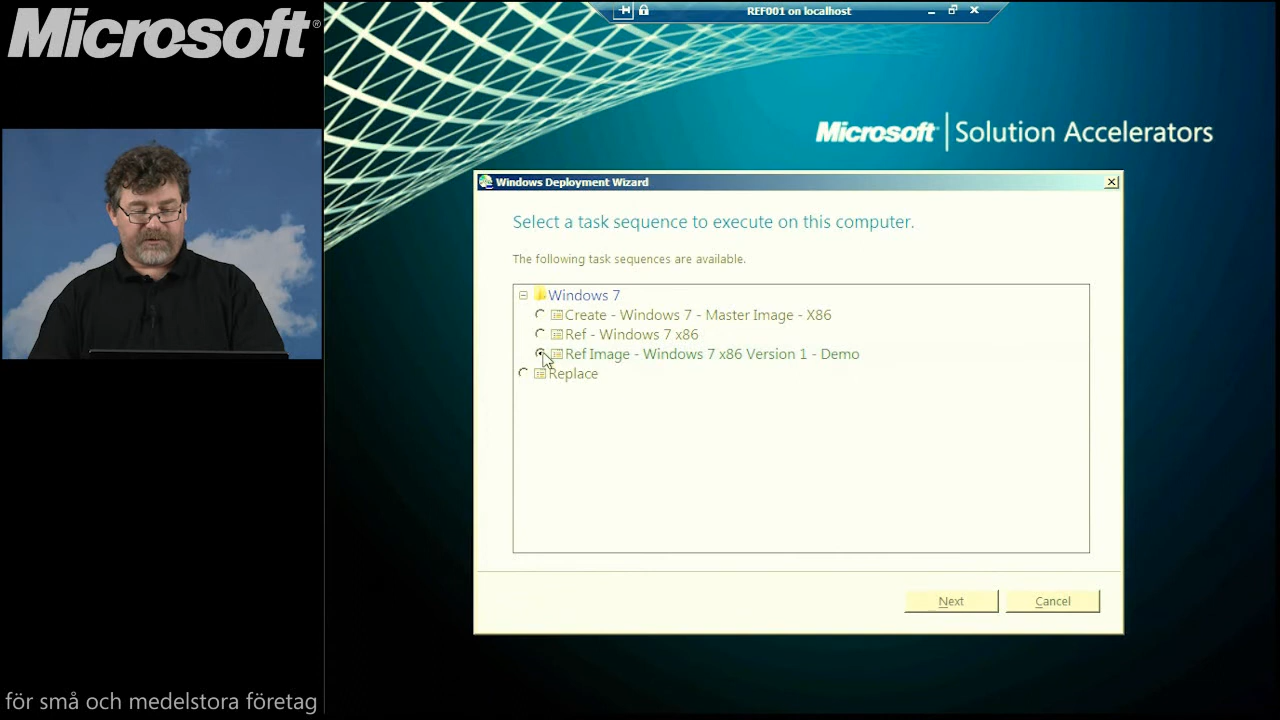 Microsoft®
REF001 on localhost
Microsoft | Solution Accelerators
Windows Deployment Wizard
Select a task sequence to execute on this computer.
The following task sequences are available.
Windows 7
Create - Windows 7 - Master Image - X86
Ref - Windows 7 x86
Ref Image - Windows 7 x86 Version 1 - Demo
Replace
Next
Cancel
för små och medelstora företag